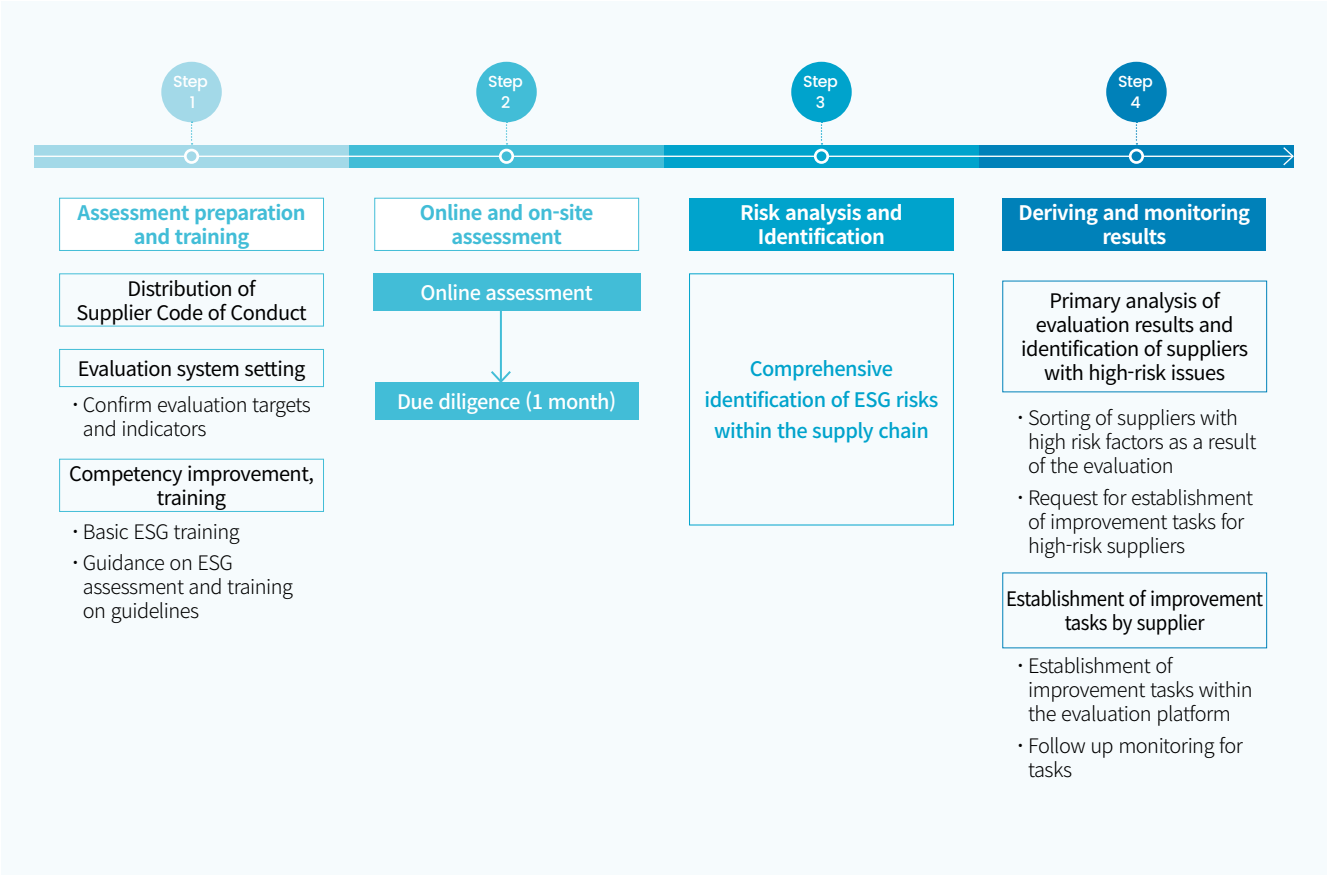 Step
1
Step
2
Step
3
Step
4
Assessment preparation
and training
Distribution of
Supplier Code of Conduct
Evaluation system setting
· Confirm evaluation targets
and indicators
Competency improvement,
training
· Basic ESG training
· Guidance on ESG
assessment and training
on guidelines
Online and on-site
assessment
Online assessment
Due diligence (1 month)
Risk analysis and
Identification
Comprehensive
identification of ESG risks
within the supply chain
Deriving and monitoring
results
Primary analysis of
evaluation results and
identification of suppliers
with high-risk issues
· Sorting of suppliers with
high risk factors as a result
of the evaluation
· Request for establishment
of improvement tasks for
high-risk suppliers
Establishment of improvement
tasks by supplier
· Establishment of
improvement tasks within
the evaluation platform
· Follow up monitoring for
tasks